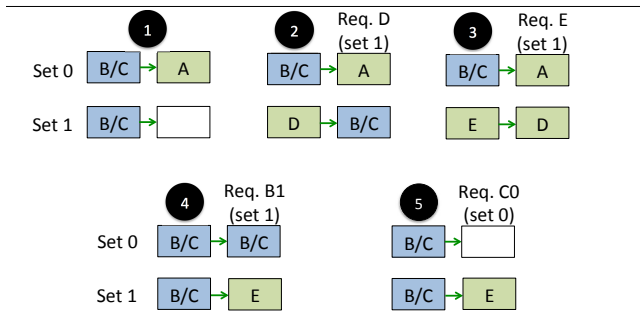 1
2 Req. D
(set 1)
3 Req. E
(set 1)
Set 0 B/C A B/C A B/C A
Set 1 B/C D B/C E D
4 Req. B1
(set 1)
5 Req. C0
(set 0)
Set 0 B/C B/C B/C
Set 1 B/C E B/C E